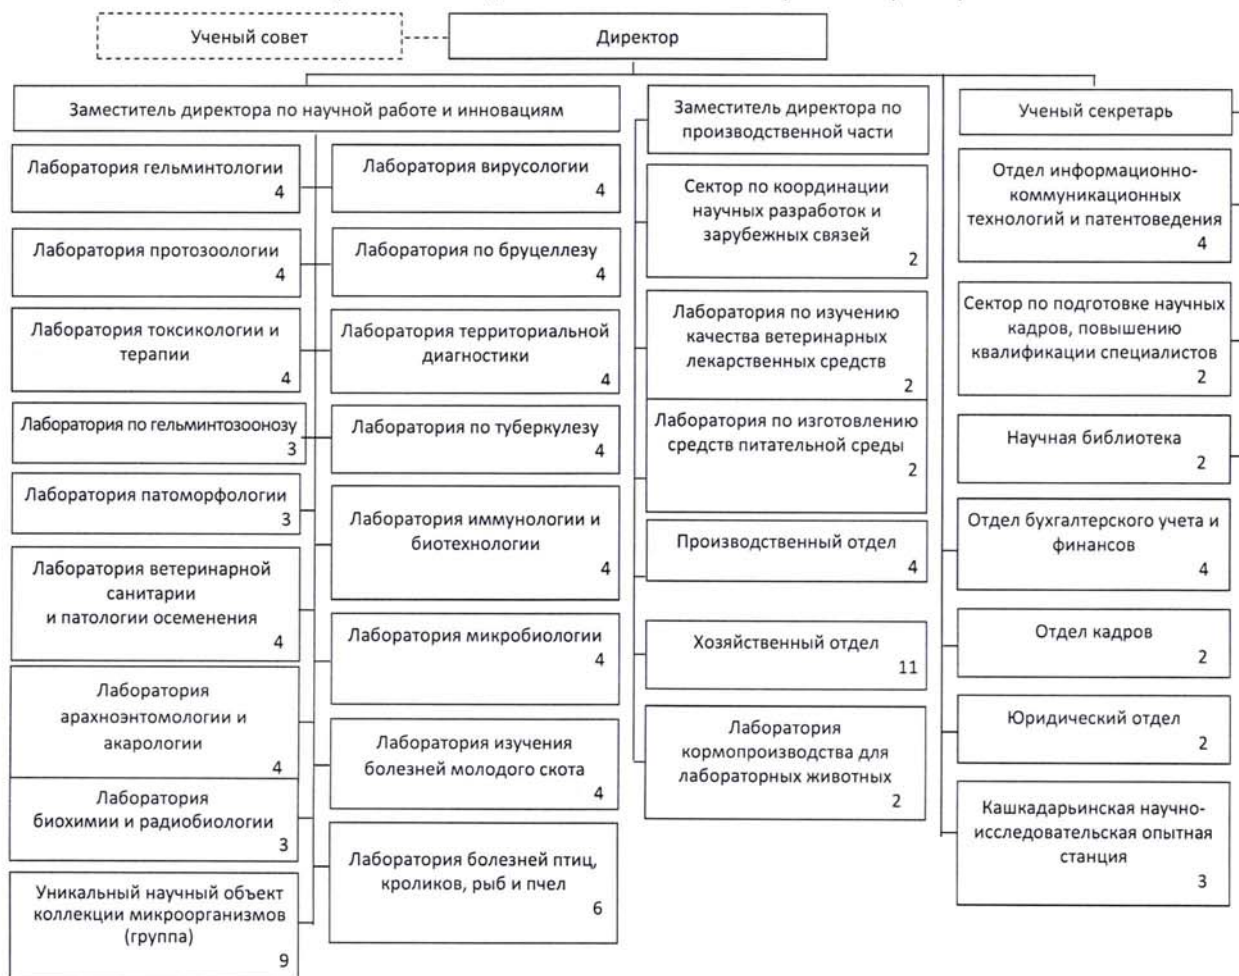 Ученый совет
Директор
Заместитель директора по научной работе и инновациям
Лаборатория гельминтологии
4
Лаборатория протозоологии
4
Лаборатория токсикологии и
терапии
4
Лаборатория по гельминтозоонозу
3
Лаборатория патоморфологии
3
Лаборатория ветеринарной
санитарии
и патологии осеменения
4
Лаборатория
арахноэнтомологии и
акарологии
4
Лаборатория
биохимии и радиобиологии
3
Уникальный научный объект
коллекции микроорганизмов
(группа)
9
Лаборатория вирусологии
4
Лаборатория по бруцеллезу
4
Лаборатория территориальной
диагностики
4
Лаборатория по туберкулезу
4
Лаборатория иммунологии и
биотехнологии
4
Лаборатория микробиологии
4
Лаборатория изучения
болезней молодого скота
4
Лаборатория болезней птиц,
кроликов, рыб и пчел
6
Заместитель директора по
производственной части
Сектор по координации
научных разработок и
зарубежных связей
2
Лаборатория по изучению
качества ветеринарных
лекарственных средств
2
Лаборатория по изготовлению
средств питательной среды
2
Производственный отдел
4
Хозяйственный отдел
11
Лаборатория
кормопроизводства для
лабораторных животных
2
Ученый секретарь
Отдел информационно-
коммуникационных
технологий и патентоведения
4
Сектор по подготовке научных
кадров, повышению
квалификации специалистов
2
Научная библиотека
2
Отдел бухгалтерского учета и
финансов
4
Отдел кадров
2
Юридический отдел
2
Кашкадарьинская научно-
исследовательская опытная
станция
3